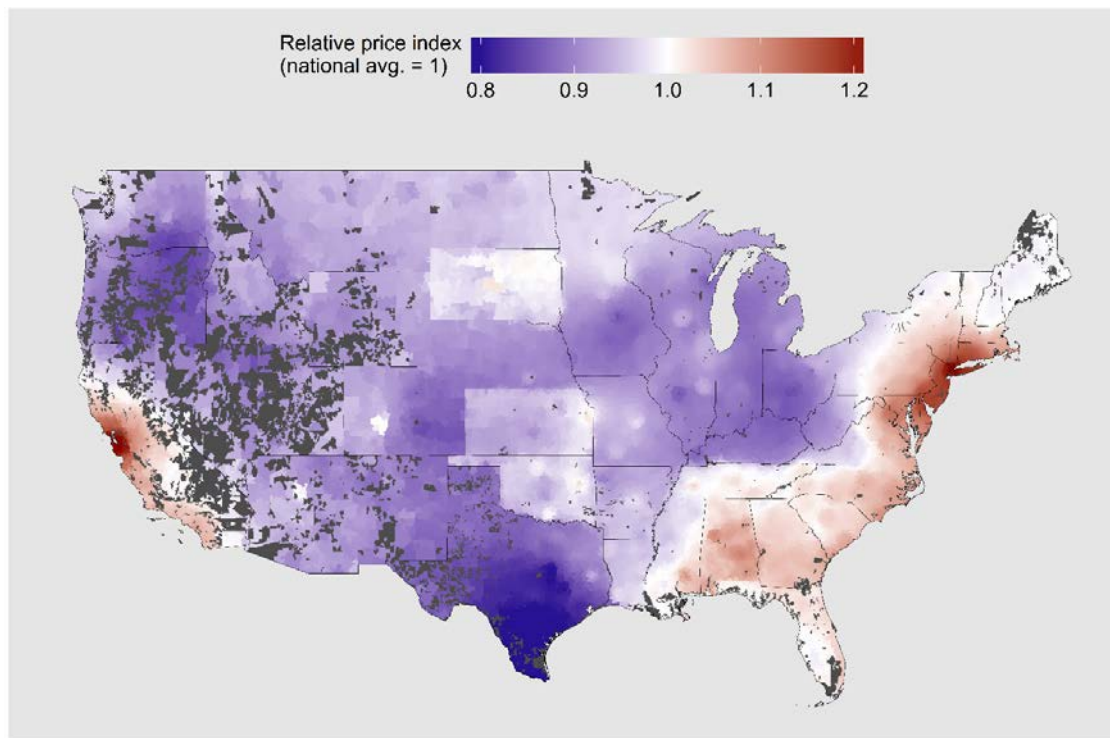 Relative price index
(national avg. = 1)
0.8 0.9 1.0 1.1 1.2